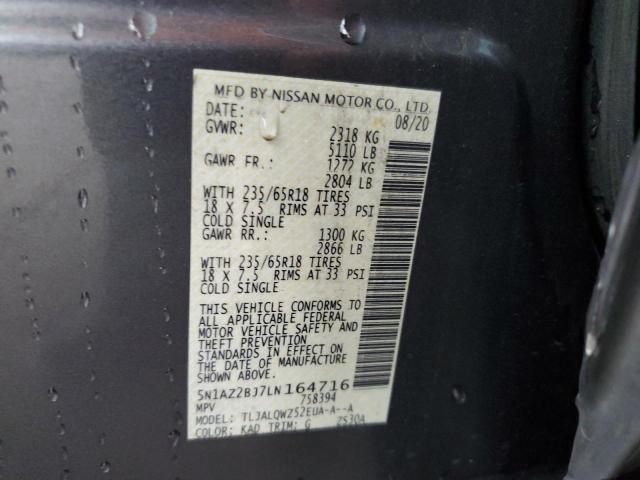 MFD BY NISSAN MOTOR CO., LTD.
DATE: 08/20
GVWR: 2318 KG
5110 LB
GAWR FR.: 1272 KG
2804 LB
WITH 235/65R18 TIRES
18 X 7.5 RIMS AT 33 PSI
COLD SINGLE
GAWR RR.: 1300 KG
2866 LB
WITH 235/65R18 TIRES
18 X 7.5 RIMS AT 33 PSI
COLD SINGLE
THIS VEHICLE CONFORMS TO
ALL APPLICABLE FEDERAL
MOTOR VEHICLE SAFETY AND
THEFT PREVENTION
STANDARDS IN EFFECT ON
THE DATE OF MANUFACTURE
SHOWN ABOVE.
5N1AZ2BJ7LN164716
MPV 758394
MODEL: TLJALQWZ52EUA-A--A
COLOR: KAD TRIM: G ZS30A